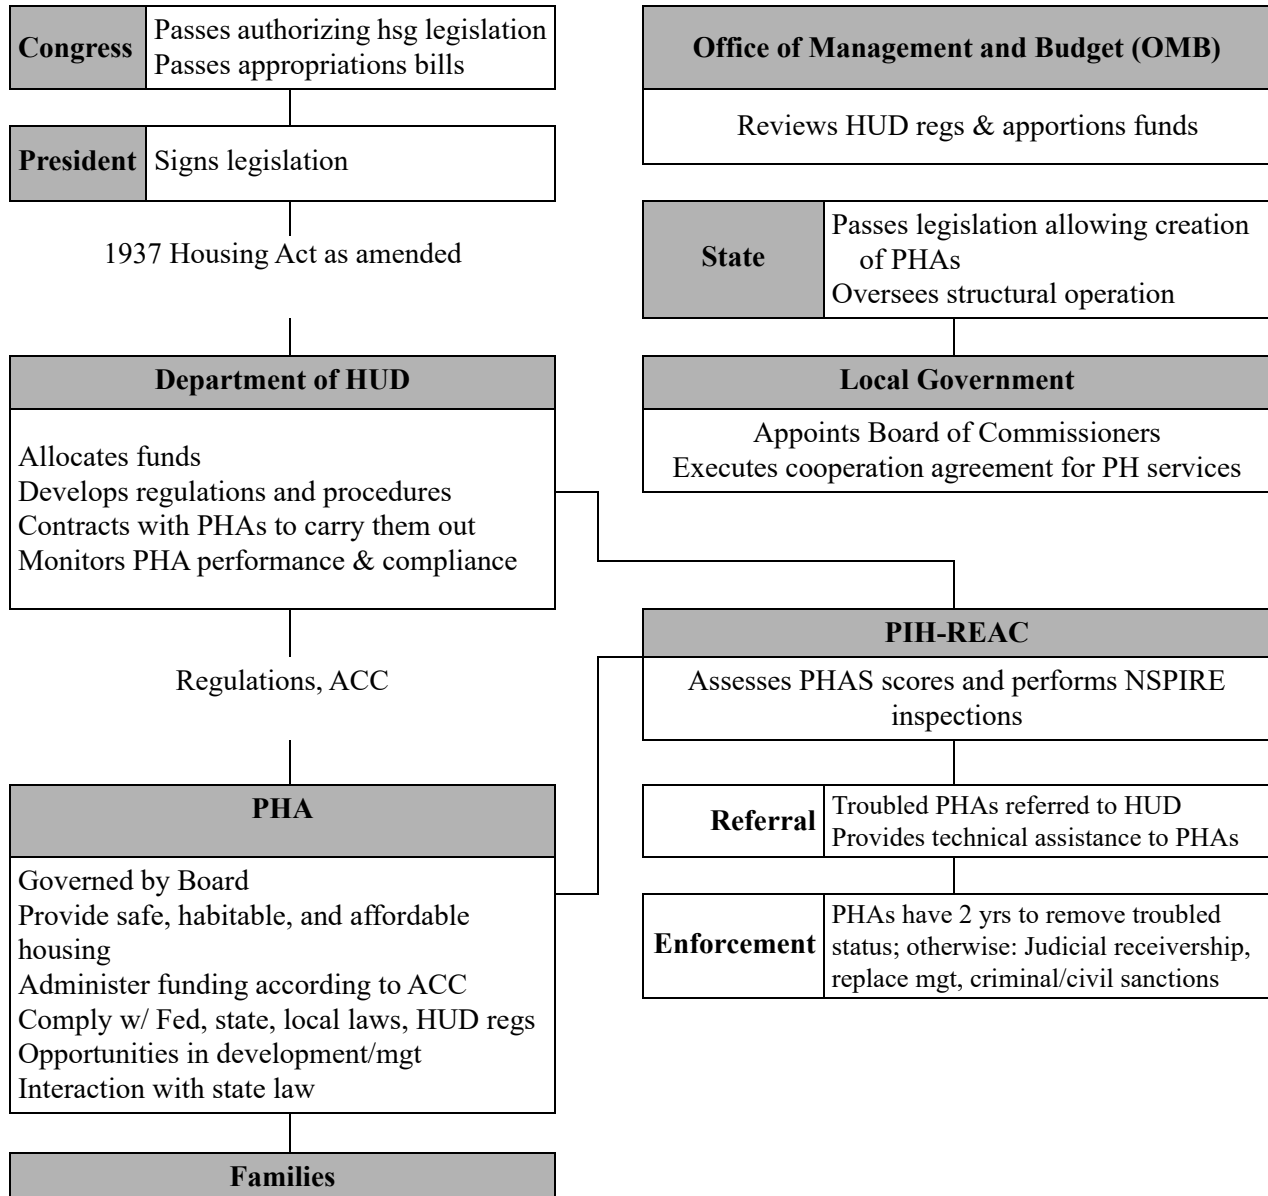 Congress
Passes authorizing hsg legislation
Passes appropriations bills
President
Signs legislation
1937 Housing Act as amended
Department of HUD
Allocates funds
Develops regulations and procedures
Contracts with PHAs to carry them out
Monitors PHA performance & compliance
Regulations, ACC
PHA
Governed by Board
Provide safe, habitable, and affordable
housing
Administer funding according to ACC
Comply w/ Fed, state, local laws, HUD regs
Opportunities in development/mgt
Interaction with state law
Families
Office of Management and Budget (OMB)
Reviews HUD regs & apportions funds
State
Passes legislation allowing creation
of PHAs
Oversees structural operation
Local Government
Appoints Board of Commissioners
Executes cooperation agreement for PH services
PIH-REAC
Assesses PHAS scores and performs NSPIRE
inspections
Referral
Troubled PHAs referred to HUD
Provides technical assistance to PHAs
Enforcement
PHAs have 2 yrs to remove troubled
status; otherwise: Judicial receivership,
replace mgt, criminal/civil sanctions